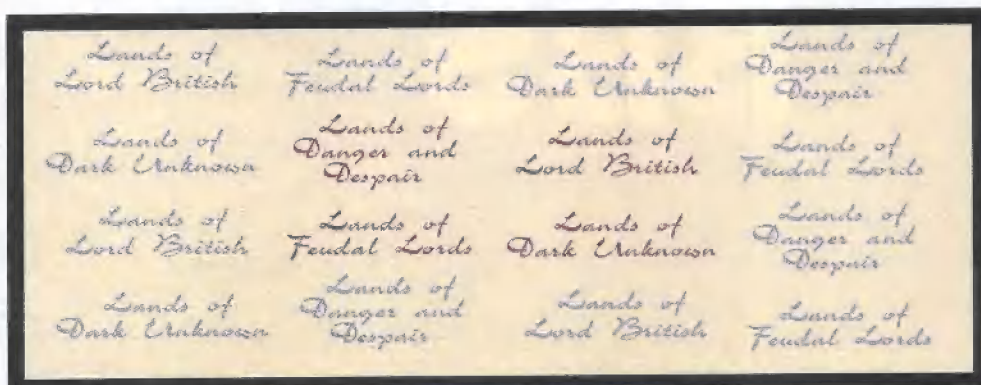 Lands of
Lord British
Lands of
Feudal Lords
Lands of
Dark Unknown
Lands of
Danger and
Despair
Lands of
Dark Unknown
Lands of
Danger and
Despair
Lands of
Lord British
Lands of
Feudal Lords
Lands of
Lord British
Lands of
Feudal Lords
Lands of
Dark Unknown
Lands of
Danger and
Despair
Lands of
Dark Unknown
Lands of
Danger and
Despair
Lands of
Lord British
Lands of
Feudal Lords